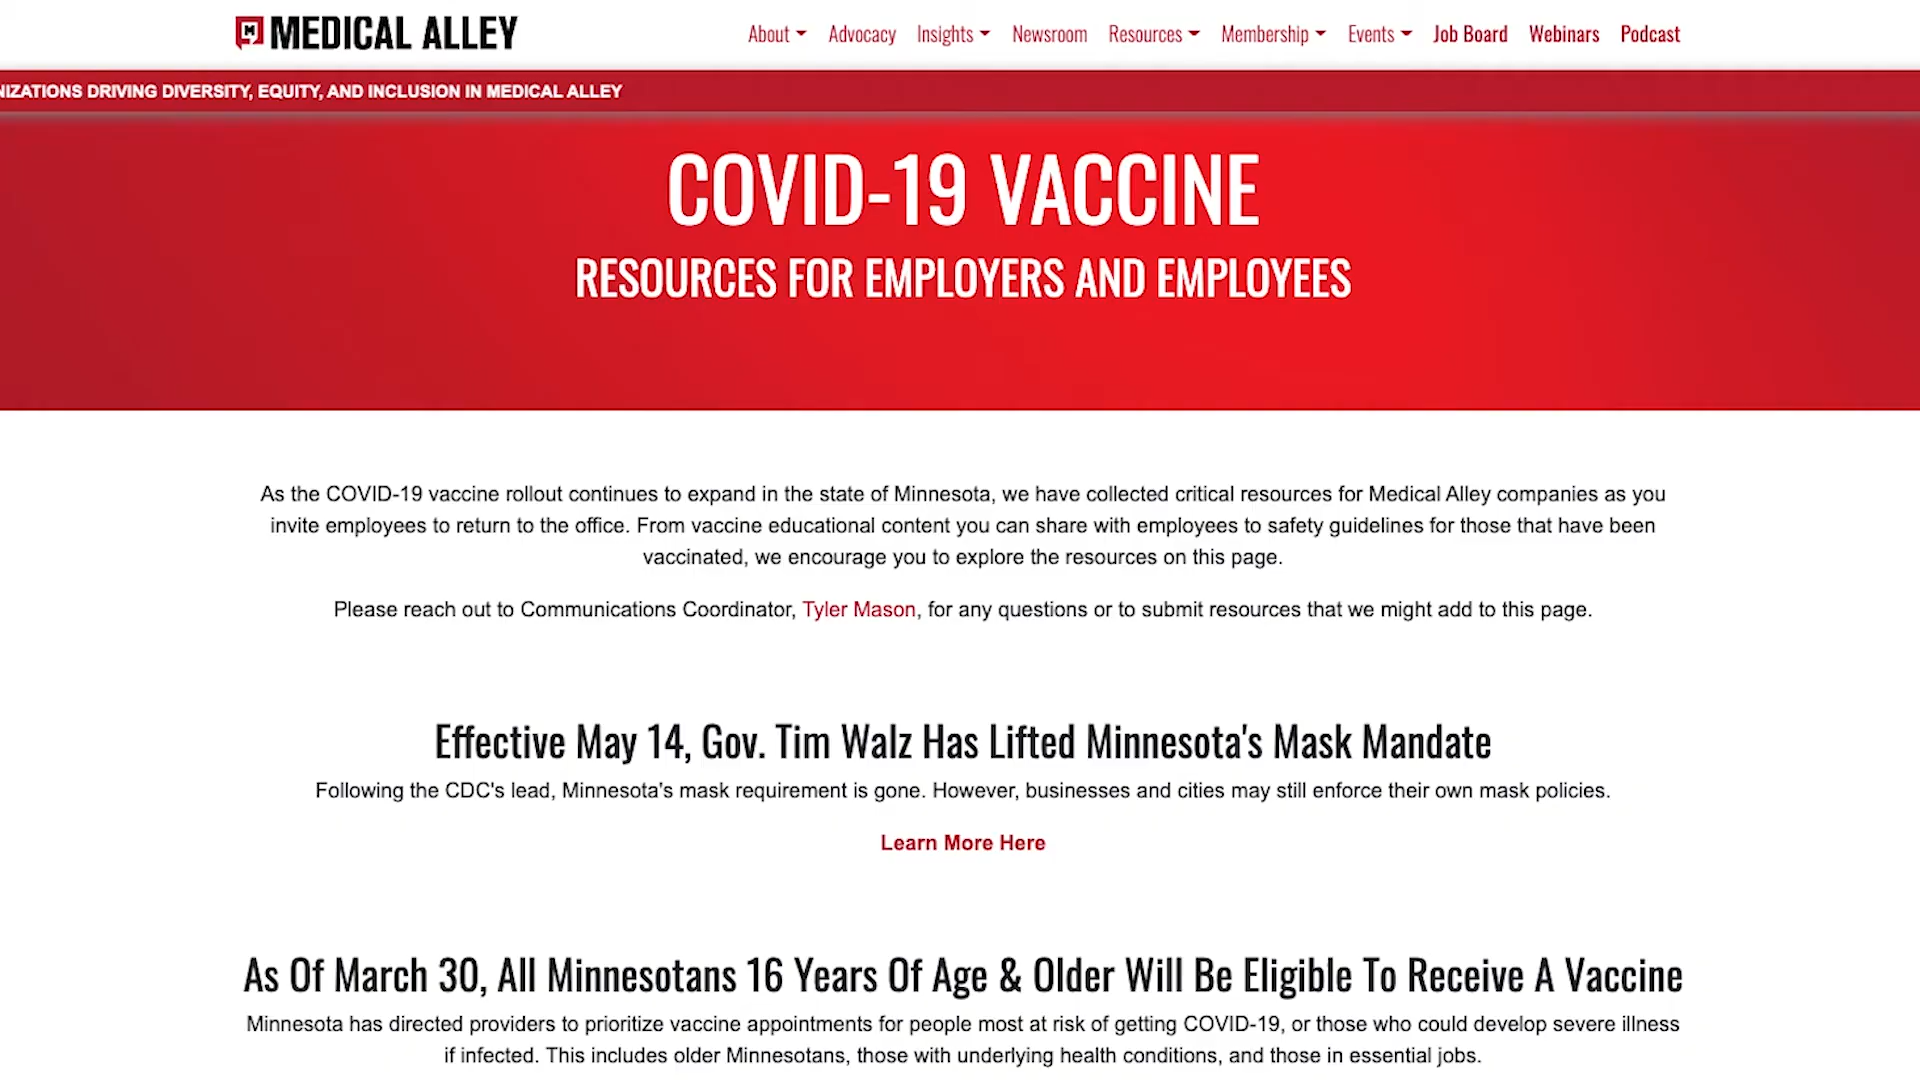 MEDICAL ALLEY
About Advocacy Insights Newsroom Resources Membership Events Job Board Webinars Podcast
DRIVING DIVERSITY, EQUITY, AND INCLUSION IN MEDICAL ALLEY
COVID-19 VACCINE
RESOURCES FOR EMPLOYERS AND EMPLOYEES
As the COVID-19 vaccine rollout continues to expand in the state of Minnesota, we have collected critical resources for Medical Alley companies as you
invite employees to return to the office. From vaccine educational content you can share with employees to safety guidelines for those that have been
vaccinated, we encourage you to explore the resources on this page.
Please reach out to Communications Coordinator, Tyler Mason, for any questions or to submit resources that we might add to this page.
Effective May 14, Gov. Tim Walz Has Lifted Minnesota's Mask Mandate
Following the CDC's lead, Minnesota's mask requirement is gone. However, businesses and cities may still enforce their own mask policies.
Learn More Here
As Of March 30, All Minnesotans 16 Years Of Age & Older Will Be Eligible To Receive A Vaccine
Minnesota has directed providers to prioritize vaccine appointments for people most at risk of getting COVID-19, or those who could develop severe illness
if infected. This includes older Minnesotans, those with underlying health conditions, and those in essential jobs.